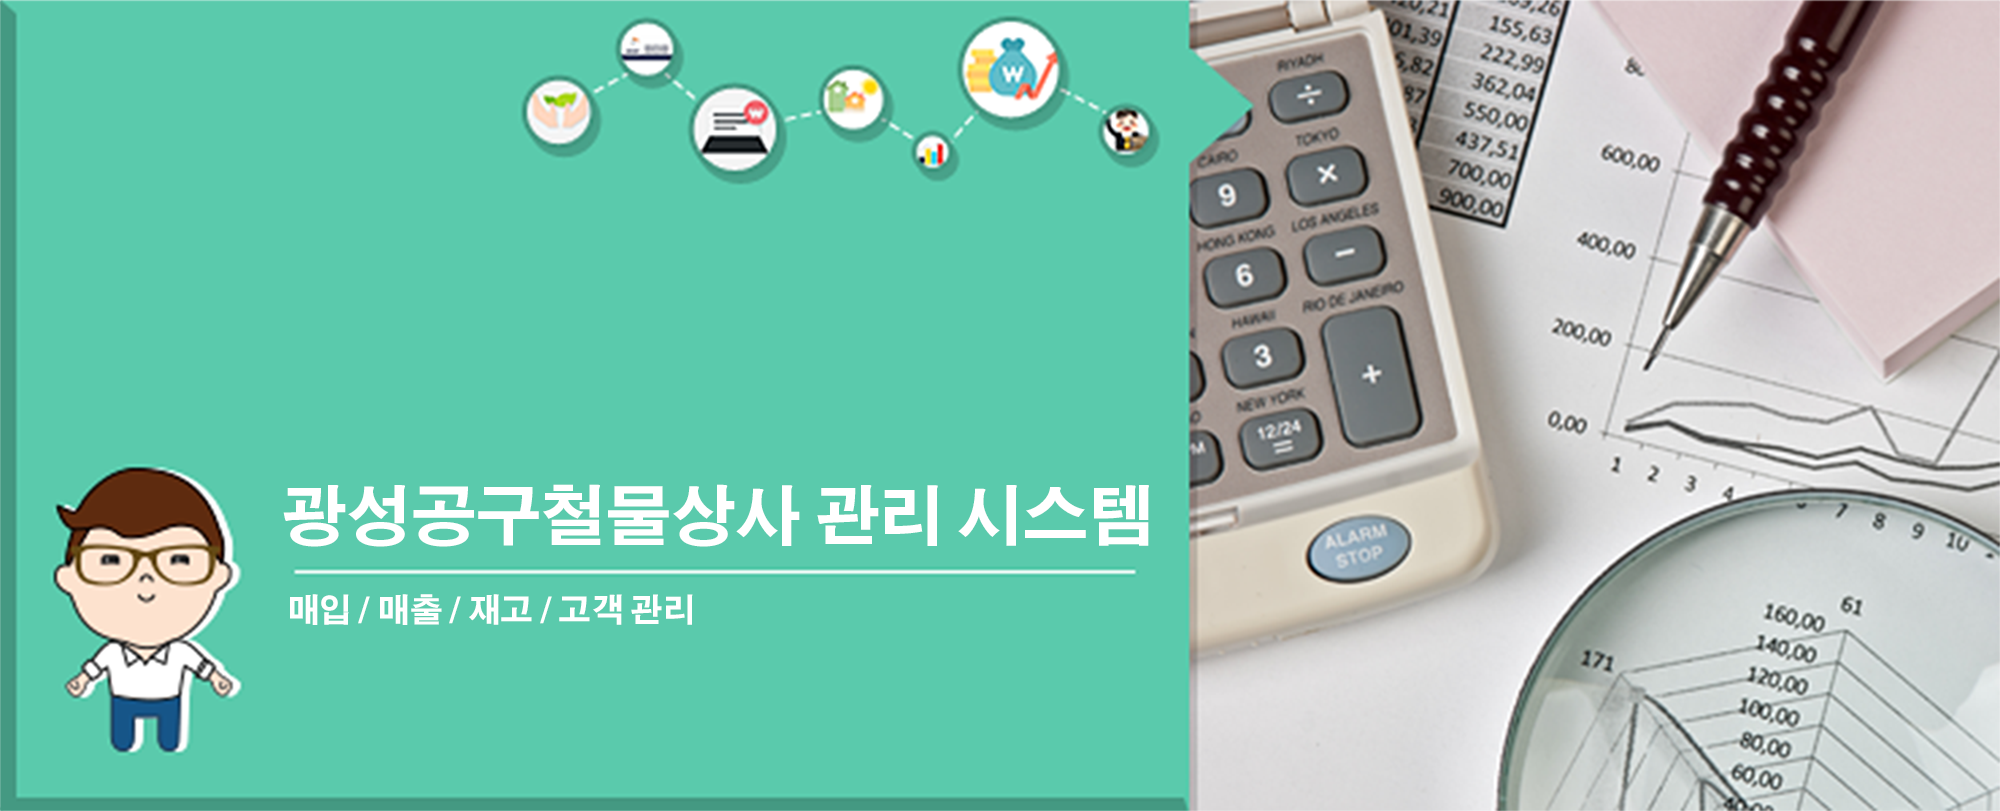 광성공구철물상사 관리 시스템
매입 / 매출 / 재고 / 고객 관리
W
W
RIYADH
÷
TOKYO
×
CAIRO
9
LOS ANGELES
−
HONG KONG
6
RIO DE JANEIRO
+
HAWAII
3
NEW YORK
12/24
=
ALARM
STOP
155,63
222,99
362,04
550,00
437,51
700,00
900,00
600,00
400,00
200,00
0,00
1 2 3 4
7 8 9 10
61
171
160,00
140,00
120,00
100,00
80,00
60,00